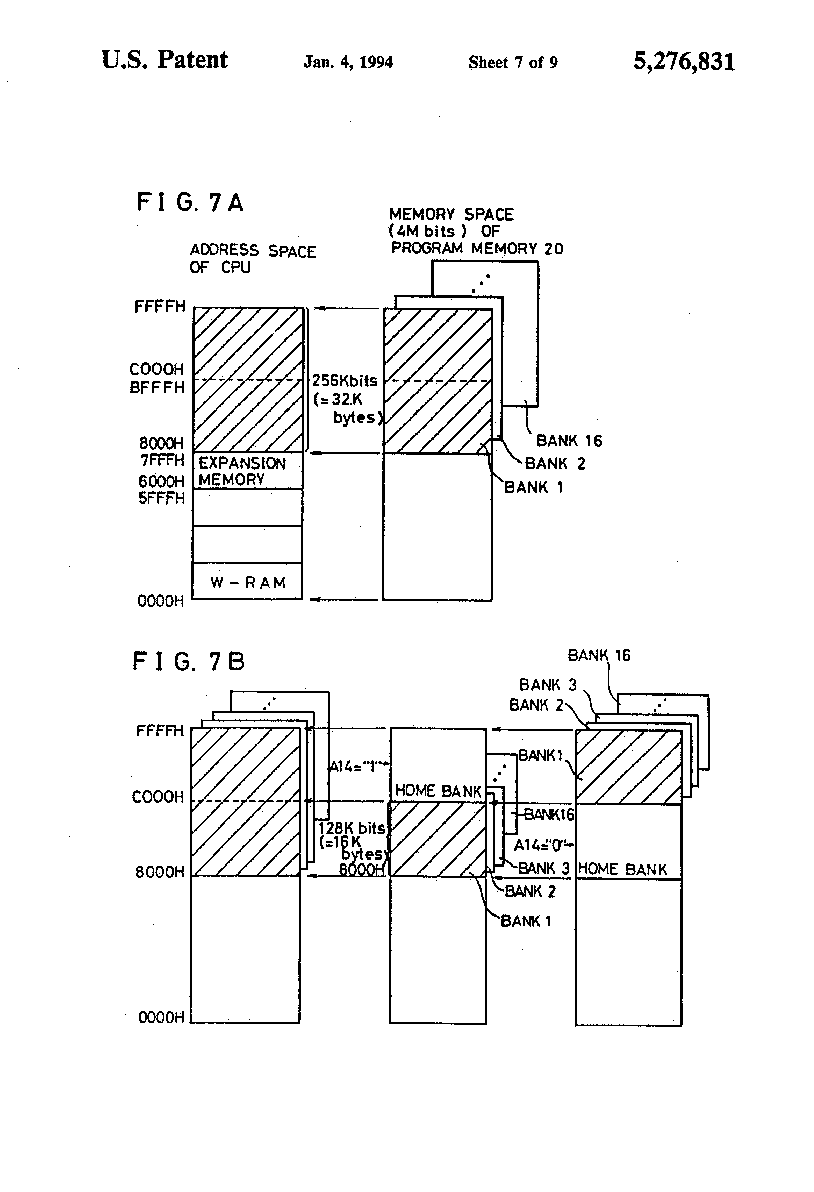 U.S. Patent Jan. 4, 1994 Sheet 7 of 9 5,276,831
FIG. 7A
MEMORY SPACE
(4M bits) OF
PROGRAM MEMORY 20
ADDRESS SPACE
OF CPU
FFFFH
C000H
BFFFH
256Kbits
(=32K
bytes)
8000H
7FFFH
EXPANSION
MEMORY
6000H
5FFFH
BANK 16
BANK 2
BANK 1
W-RAM
0000H
FIG. 7B
BANK 16
BANK 3
BANK 2
FFFFH
A14="1"
BANK1
HOME BANK
C000H
BANK16
128K bits
(=16K
bytes)
A14="0"
8000H
8000H
BANK 3
HOME BANK
BANK 2
BANK 1
0000H